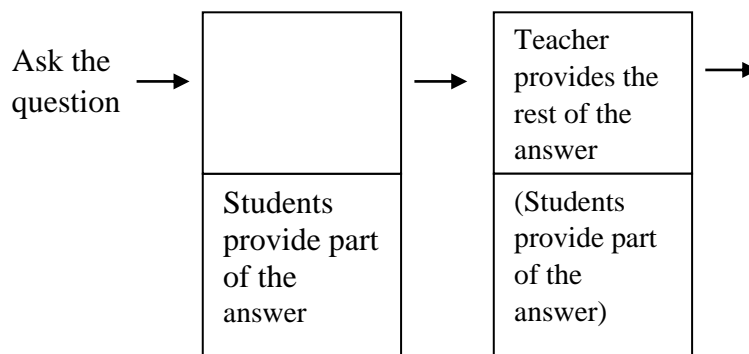 Ask the
question
Teacher
provides the
rest of the
answer
Students
provide part
of the
answer
(Students
provide part
of the
answer)